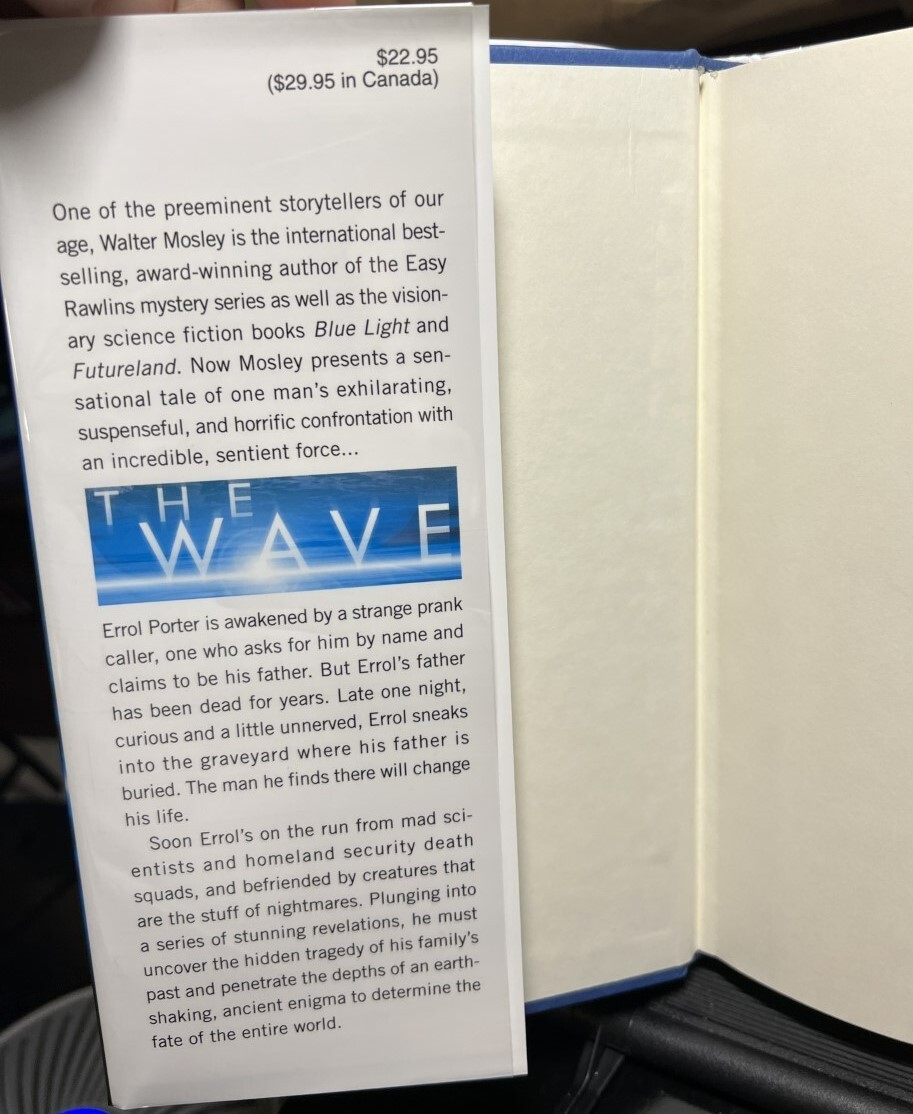 $22.95
($29.95 in Canada)
One of the preeminent storytellers of our
age, Walter Mosley is the international best-
selling, award-winning author of the Easy
Rawlins mystery series as well as the vision-
ary science fiction books Blue Light and
Futureland. Now Mosley presents a sen-
sational tale of one man's exhilarating,
suspenseful, and horrific confrontation with
an incredible, sentient force...
THE
WAVE
Errol Porter is awakened by a strange prank
caller, one who asks for him by name and
claims to be his father. But Errol's father
has been dead for years. Late one night,
curious and a little unnerved, Errol sneaks
into the graveyard where his father is
buried. The man he finds there will change
his life.
Soon Errol's on the run from mad sci-
entists and homeland security death
squads, and befriended by creatures that
are the stuff of nightmares. Plunging into
a series of stunning revelations, he must
uncover the hidden tragedy of his family's
past and penetrate the depths of an earth-
shaking, ancient enigma to determine the
fate of the entire world.